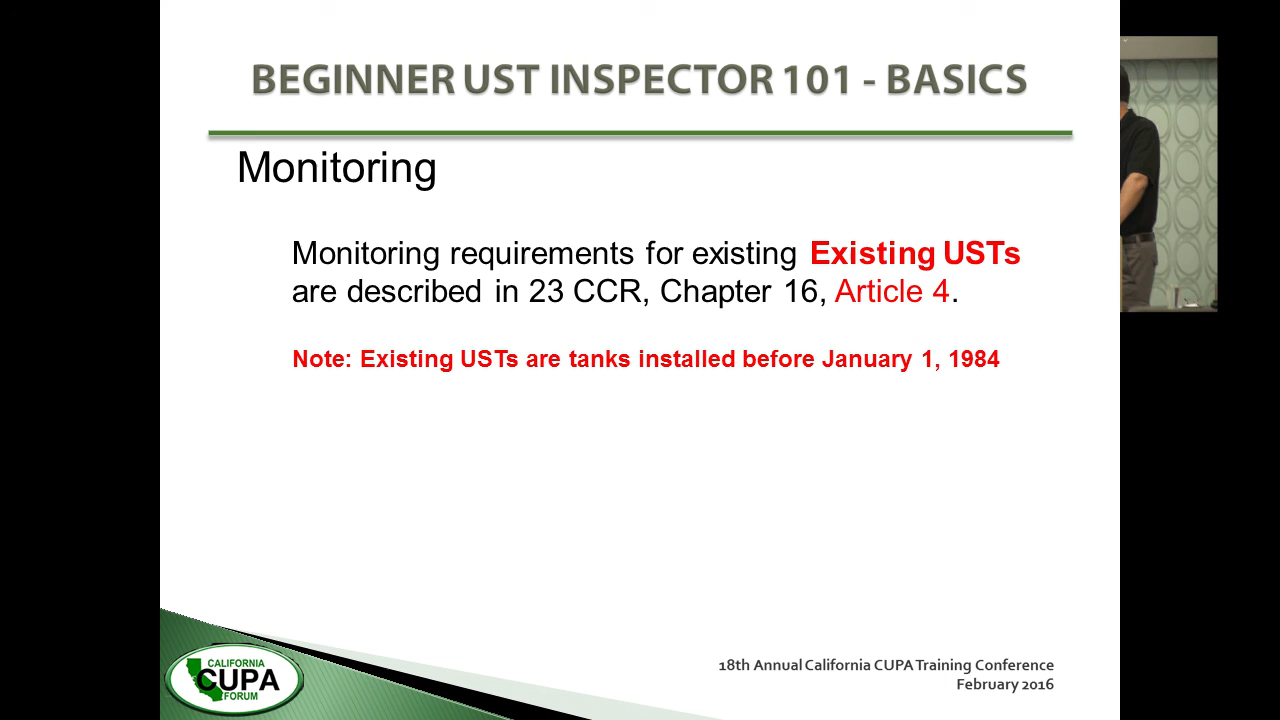 BEGINNER UST INSPECTOR 101 - BASICS
Monitoring
Monitoring requirements for existing Existing USTs
are described in 23 CCR, Chapter 16, Article 4.
Note: Existing USTs are tanks installed before January 1, 1984
CALIFORNIA
CUPA
FORUM
18th Annual California CUPA Training Conference
February 2016